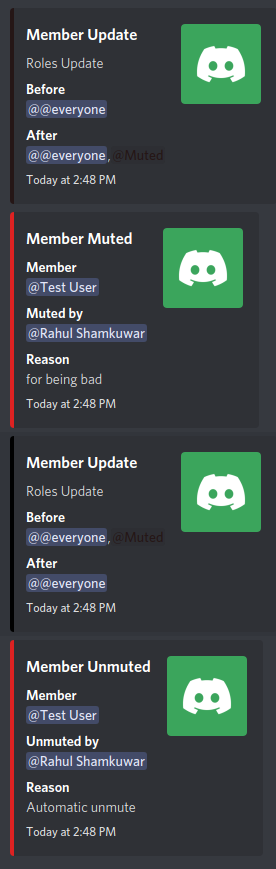 Member Update
Roles Update
Before
@@everyone
After
@@everyone, @Muted
Today at 2:48 PM
Member Muted
Member
@Test User
Muted by
@Rahul Shamkuwar
Reason
for being bad
Today at 2:48 PM
Member Update
Roles Update
Before
@@everyone, @Muted
After
@@everyone
Today at 2:48 PM
Member Unmuted
Member
@Test User
Unmuted by
@Rahul Shamkuwar
Reason
Automatic unmute
Today at 2:48 PM